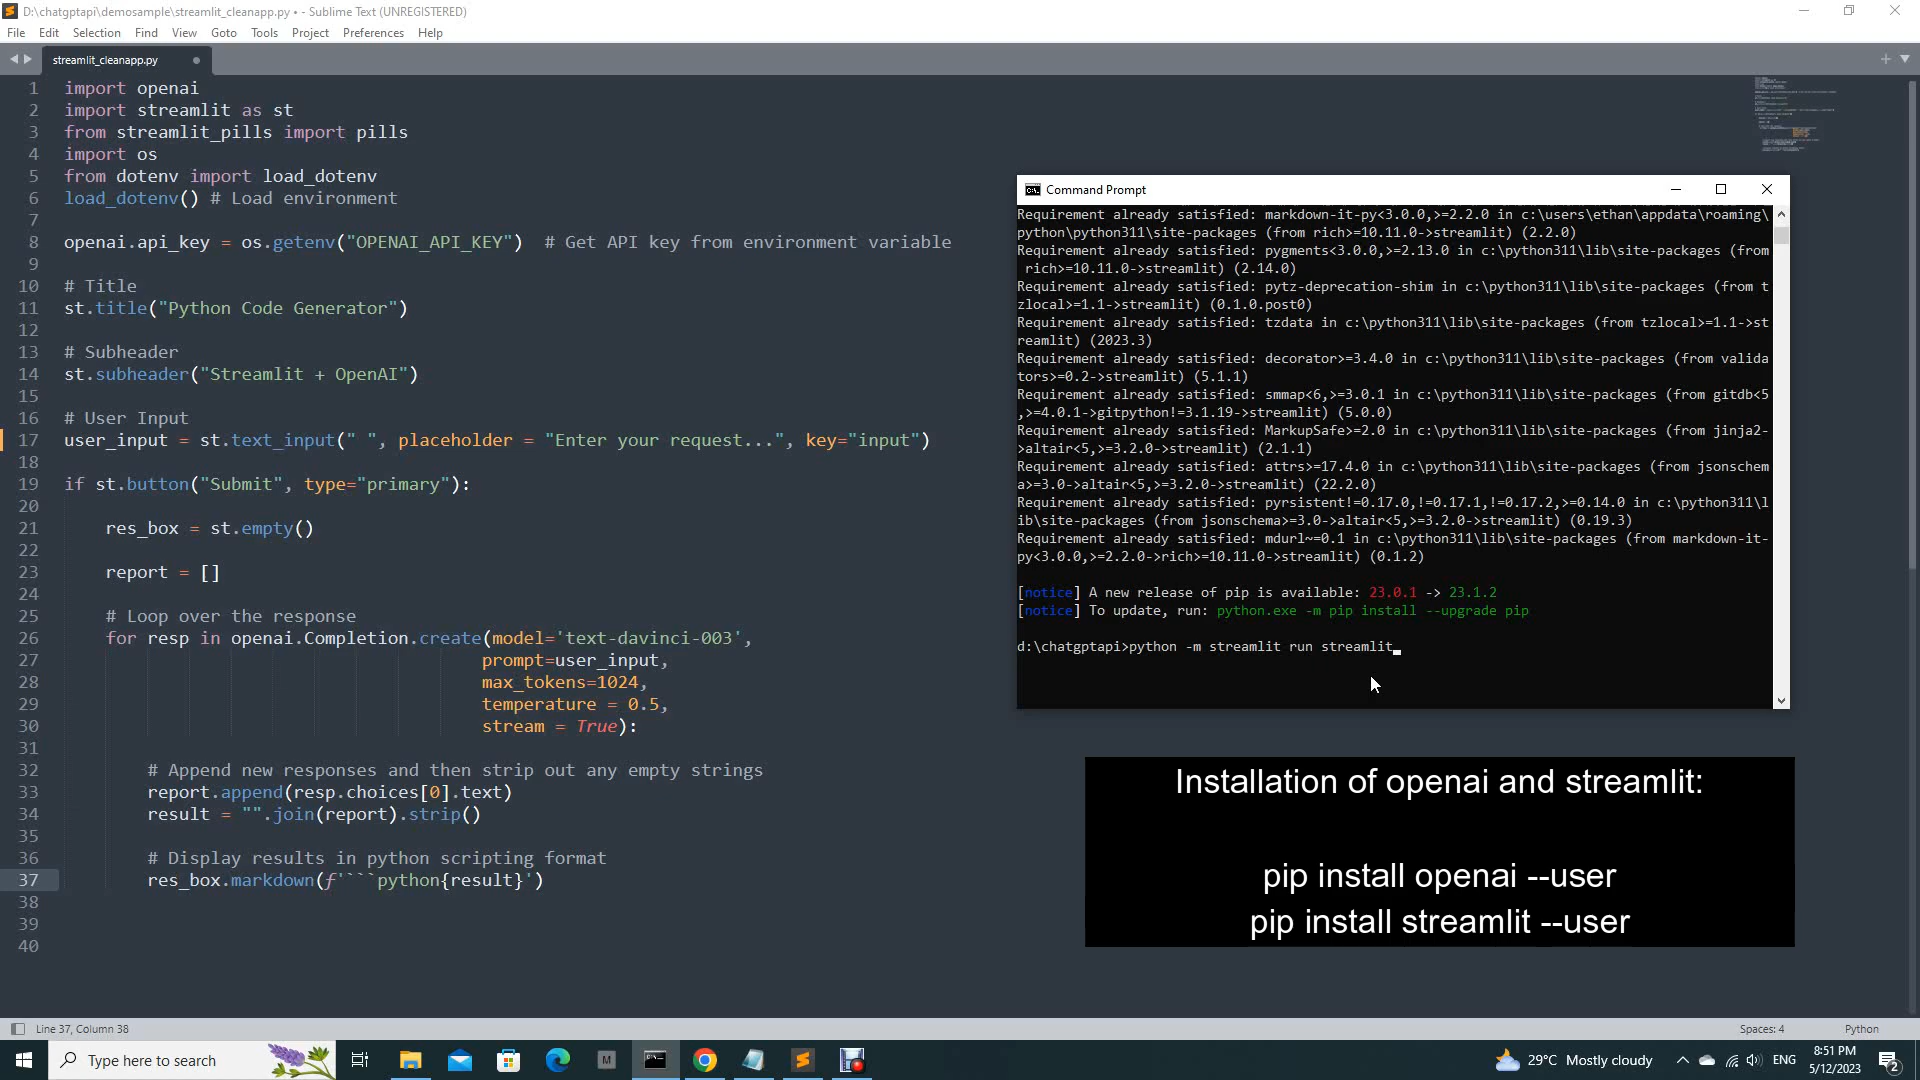 D:\chatgptapi\demosample\streamlit_cleanapp.py • - Sublime Text (UNREGISTERED)
File Edit Selection Find View Goto Tools Project Preferences Help
streamlit_cleanapp.py
1 import openai
2 import streamlit as st
3 from streamlit_pills import pills
4 import os
5 from dotenv import load_dotenv
6 load_dotenv() # Load environment
7
8 openai.api_key = os.getenv("OPENAI_API_KEY")  # Get API key from environment variable
9
10 # Title
11 st.title("Python Code Generator")
12
13 # Subheader
14 st.subheader("Streamlit + OpenAI")
15
16 # User Input
17 user_input = st.text_input(" ", placeholder = "Enter your request...", key="input")
18
19 if st.button("Submit", type="primary"):
20
21     res_box = st.empty()
22
23     report = []
24
25     # Loop over the response
26     for resp in openai.Completion.create(model='text-davinci-003',
27                                         prompt=user_input,
28                                         max_tokens=1024,
29                                         temperature = 0.5,
30                                         stream = True):
31
32         # Append new responses and then strip out any empty strings
33         report.append(resp.choices[0].text)
34         result = "".join(report).strip()
35
36         # Display results in python scripting format
37         res_box.markdown(f'```python{result}')
38
39
40
Command Prompt
Requirement already satisfied: markdown-it-py<3.0.0,>=2.2.0 in c:\users\ethan\appdata\roaming\
python\python311\site-packages (from rich>=10.11.0->streamlit) (2.2.0)
Requirement already satisfied: pygments<3.0.0,>=2.13.0 in c:\python311\lib\site-packages (from
 rich>=10.11.0->streamlit) (2.14.0)
Requirement already satisfied: pytz-deprecation-shim in c:\python311\lib\site-packages (from t
zlocal>=1.1->streamlit) (0.1.0.post0)
Requirement already satisfied: tzdata in c:\python311\lib\site-packages (from tzlocal>=1.1->st
reamlit) (2023.3)
Requirement already satisfied: decorator>=3.4.0 in c:\python311\lib\site-packages (from valida
tors>=0.2->streamlit) (5.1.1)
Requirement already satisfied: smmap<6,>=3.0.1 in c:\python311\lib\site-packages (from gitdb<5
,>=4.0.1->gitpython!=3.1.19->streamlit) (5.0.0)
Requirement already satisfied: MarkupSafe>=2.0 in c:\python311\lib\site-packages (from jinja2-
>altair<5,>=3.2.0->streamlit) (2.1.1)
Requirement already satisfied: attrs>=17.4.0 in c:\python311\lib\site-packages (from jsonschem
a>=3.0->altair<5,>=3.2.0->streamlit) (22.2.0)
Requirement already satisfied: pyrsistent!=0.17.0,!=0.17.1,!=0.17.2,>=0.14.0 in c:\python311\l
ib\site-packages (from jsonschema>=3.0->altair<5,>=3.2.0->streamlit) (0.19.3)
Requirement already satisfied: mdurl~=0.1 in c:\python311\lib\site-packages (from markdown-it-
py<3.0.0,>=2.2.0->rich>=10.11.0->streamlit) (0.1.2)
[notice] A new release of pip is available: 23.0.1 -> 23.1.2
[notice] To update, run: python.exe -m pip install --upgrade pip
d:\chatgptapi>python -m streamlit run streamlit_
Installation of openai and streamlit:
pip install openai --user
pip install streamlit --user
Line 37, Column 38
Spaces: 4
Python
Type here to search
M
29°C Mostly cloudy
ENG
8:51 PM
5/12/2023
2